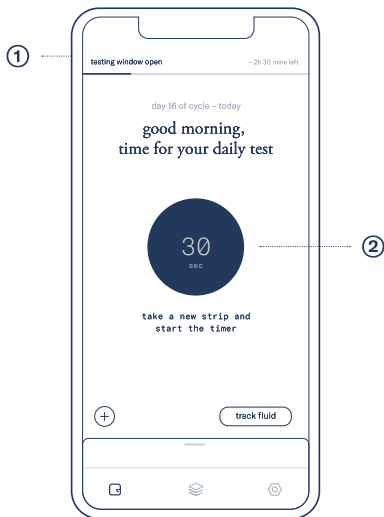 1
testing window open
~ 2h 30 mins left
day 16 of cycle – today
good morning,
time for your daily test
30
sec
2
take a new strip and
start the timer
+
track fluid